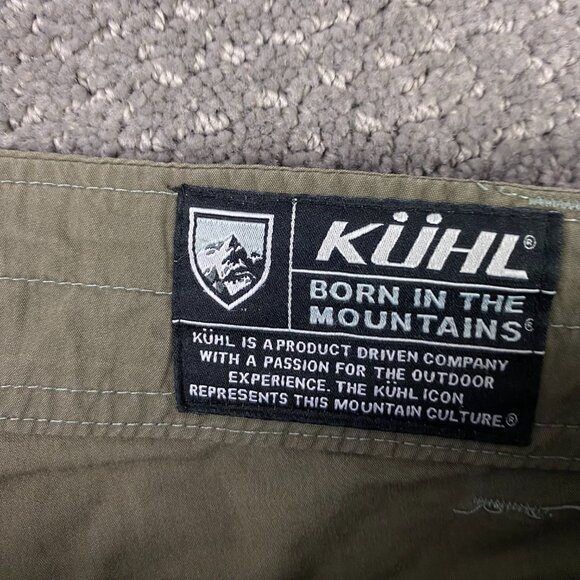 KÜHL®
BORN IN THE
MOUNTAINS®
KÜHL IS A PRODUCT DRIVEN COMPANY
WITH A PASSION FOR THE OUTDOOR
EXPERIENCE. THE KÜHL ICON
REPRESENTS THIS MOUNTAIN CULTURE.®